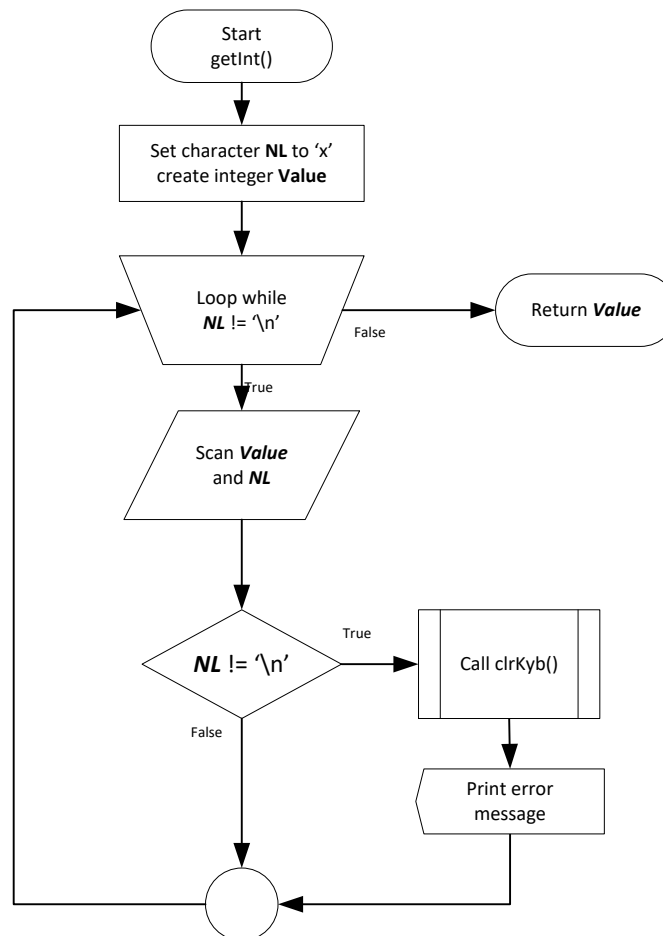 Start
getInt()
Set character NL to ‘x’
create integer Value
Loop while
NL != ‘\n’
False
Return Value
True
Scan Value
and NL
NL != ‘\n’
True
Call clrKyb()
False
Print error
message